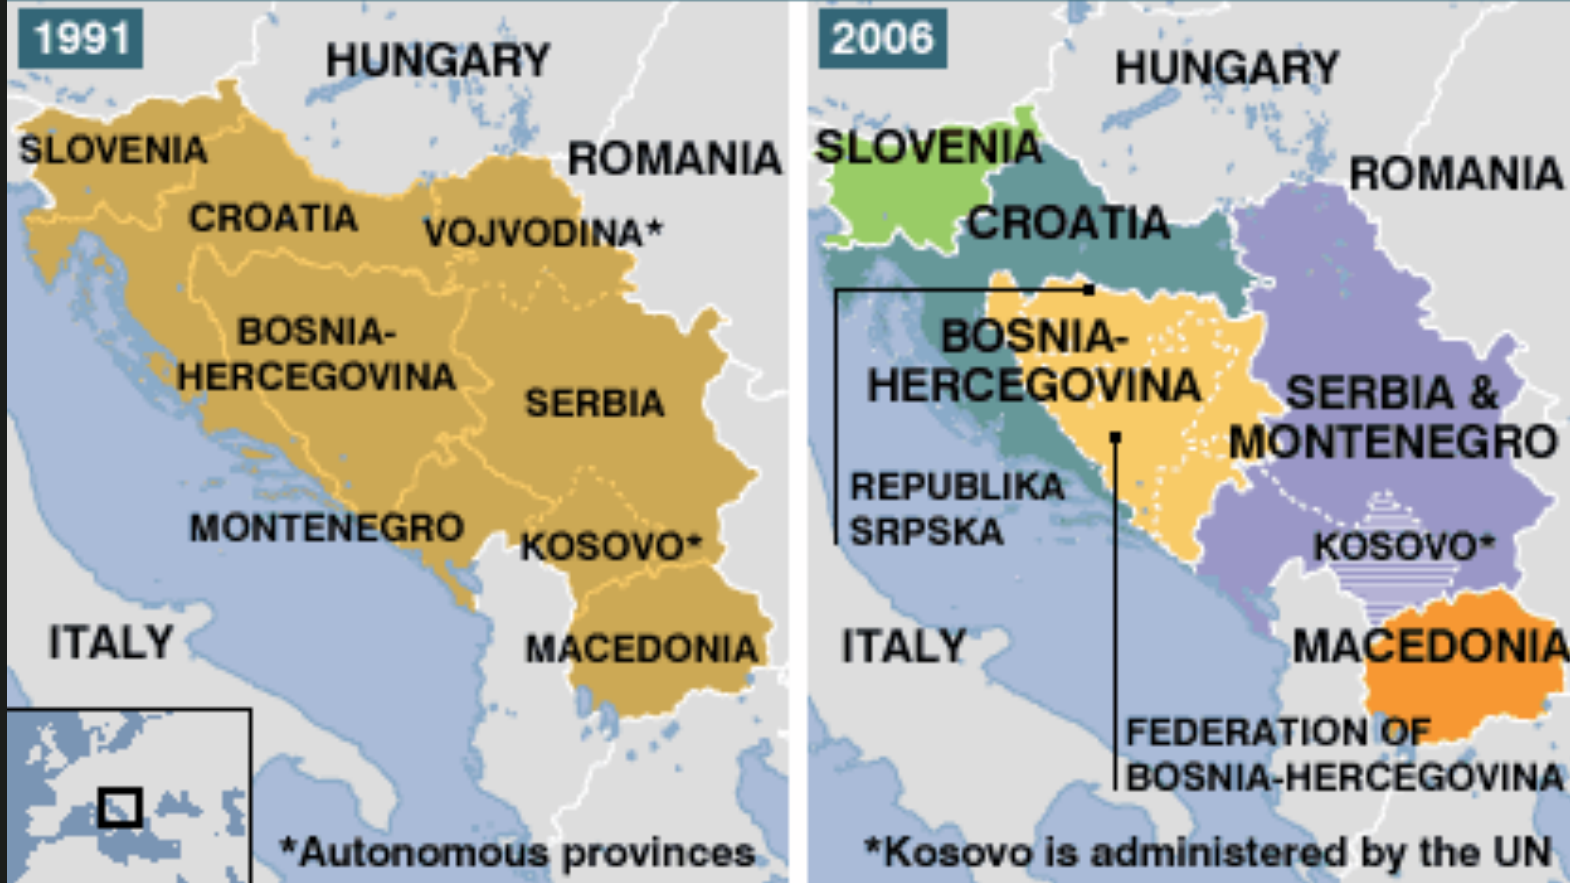 1991
HUNGARY
SLOVENIA
ROMANIA
CROATIA
VOJVODINA*
BOSNIA-
HERCEGOVINA
SERBIA
MONTENEGRO
KOSOVO*
ITALY
MACEDONIA
*Autonomous provinces
2006
HUNGARY
SLOVENIA
ROMANIA
CROATIA
BOSNIA-
HERCEGOVINA
SERBIA &
MONTENEGRO
REPUBLIKA
SRPSKA
KOSOVO*
ITALY
MACEDONIA
FEDERATION OF
BOSNIA-HERCEGOVINA
*Kosovo is administered by the UN